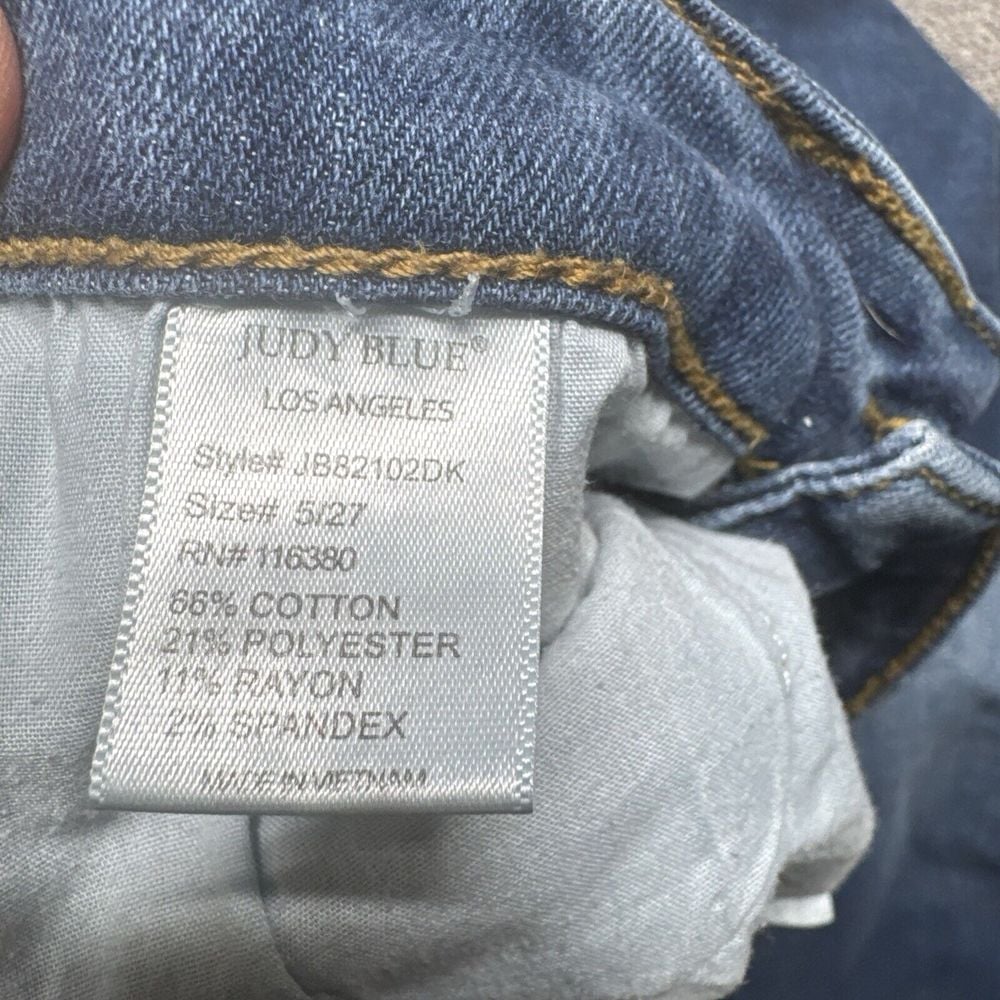 JUDY BLUE®
LOS ANGELES
Style# JB82102DK
Size# 5/27
RN# 116380
66% COTTON
21% POLYESTER
11% RAYON
2% SPANDEX
MADE IN VIETNAM